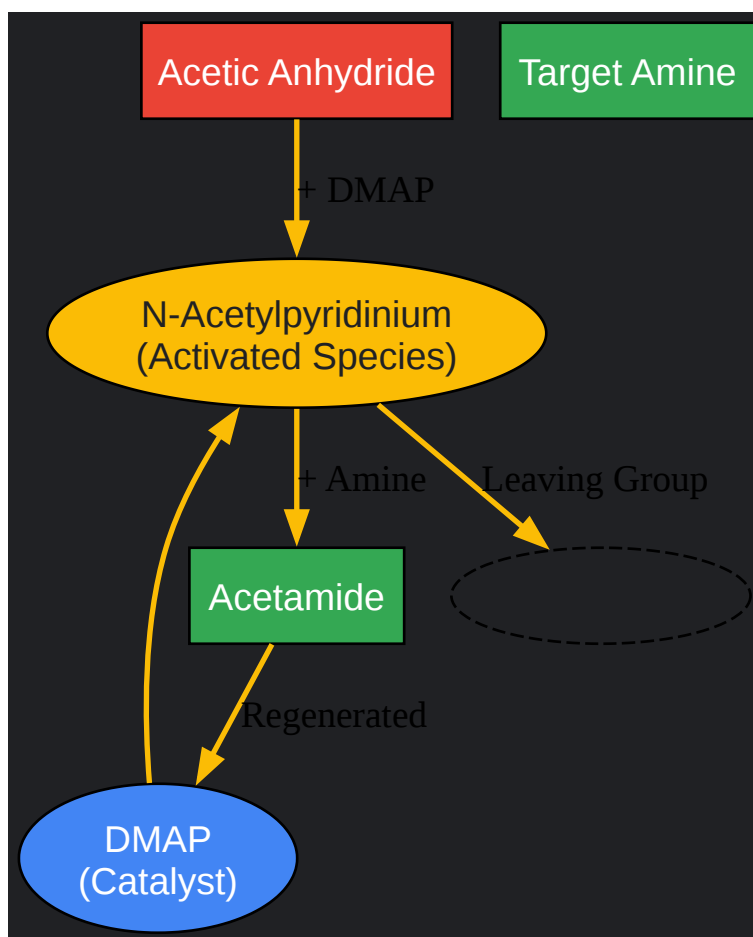 Acetic Anhydride
Target Amine
+ DMAP
N-Acetylpyridinium
(Activated Species)
+ Amine
Leaving Group
Acetamide
Regenerated
DMAP
(Catalyst)